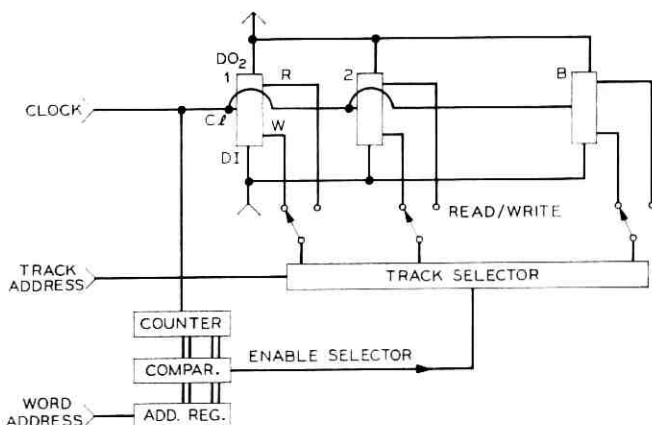 DO2
1
R
2
B
CLOCK
Cl
W
DI
READ/WRITE
TRACK
ADDRESS
TRACK SELECTOR
COUNTER
ENABLE SELECTOR
COMPAR.
WORD
ADDRESS
ADD. REG.